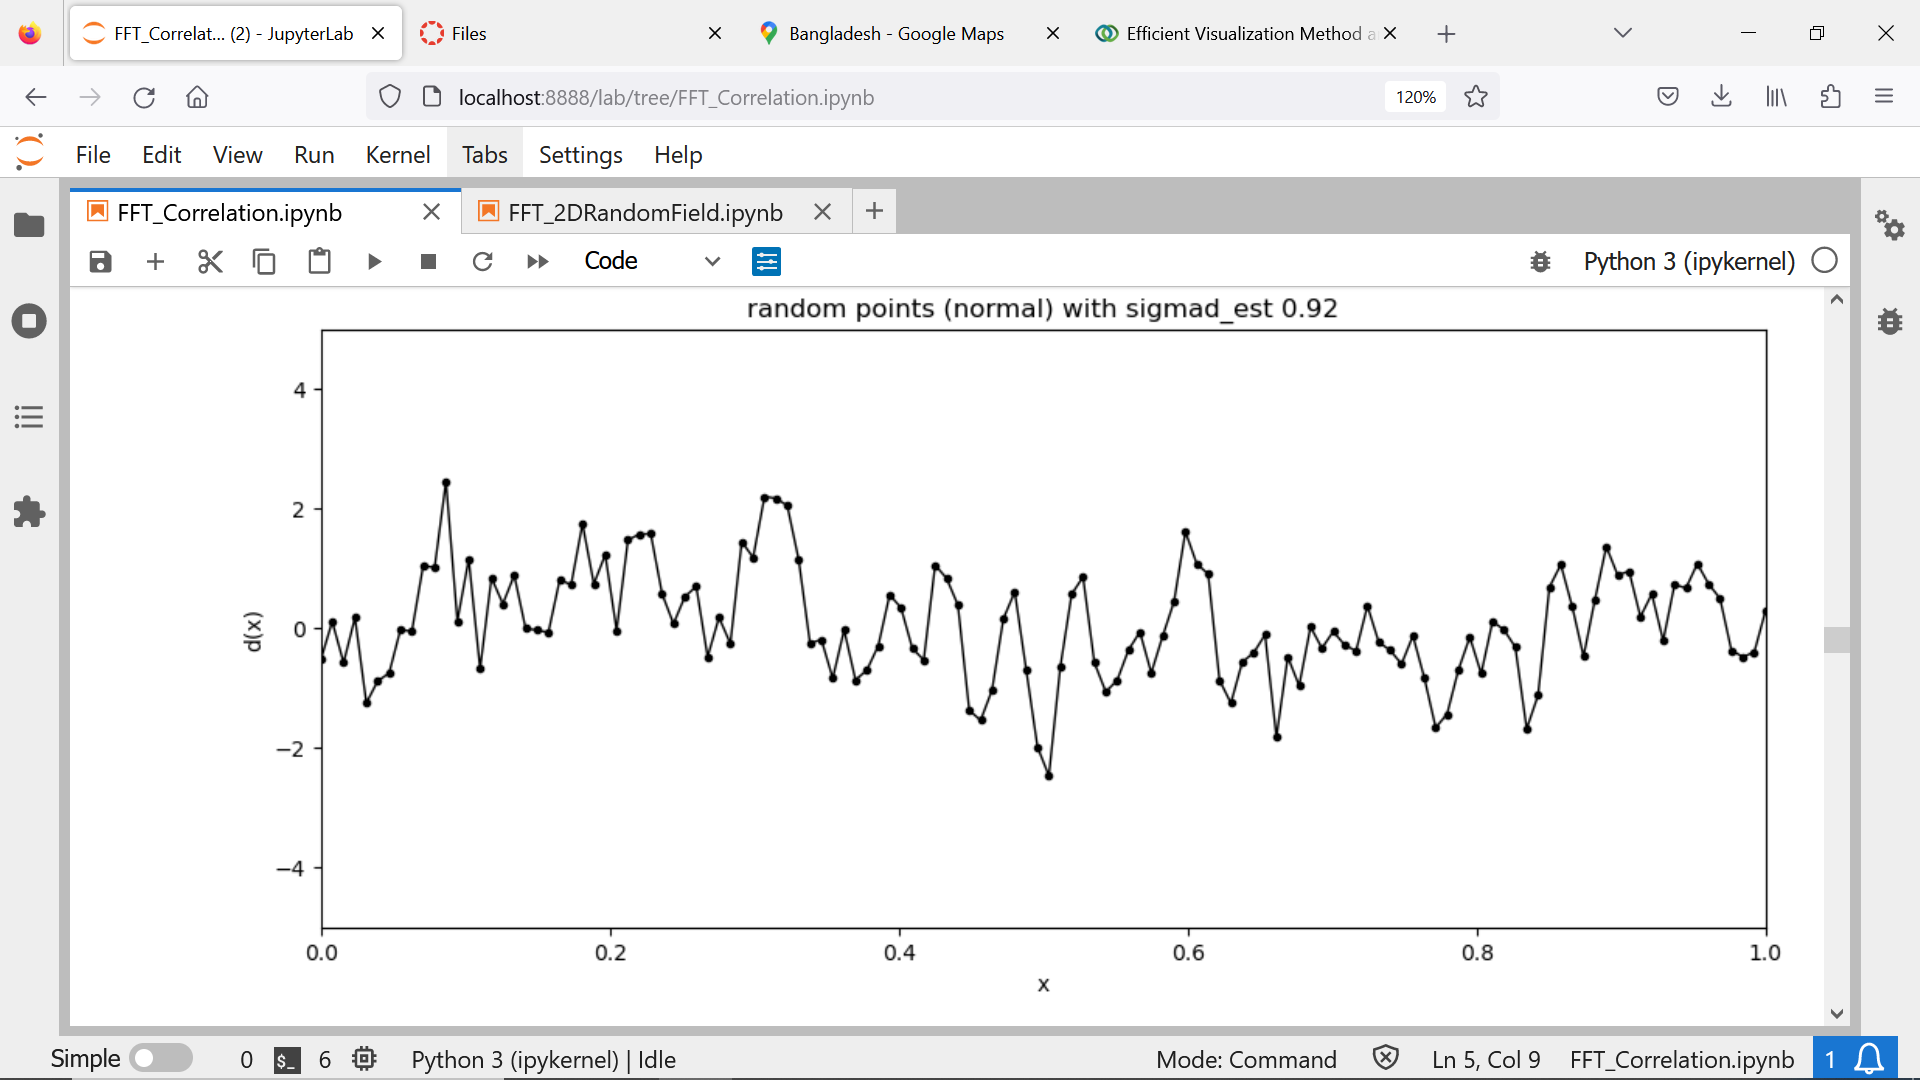 FFT_Correlat... (2) - JupyterLab
Files
Bangladesh - Google Maps
Efficient Visualization Method a
localhost:8888/lab/tree/FFT_Correlation.ipynb
120%
File Edit View Run Kernel Tabs Settings Help
FFT_Correlation.ipynb
FFT_2DRandomField.ipynb
Code
Python 3 (ipykernel)
random points (normal) with sigmad_est 0.92
4
2
0
−2
−4
d(x)
0.0 0.2 0.4 0.6 0.8 1.0
x
Simple 0 $_ 6 Python 3 (ipykernel) | Idle Mode: Command Ln 5, Col 9 FFT_Correlation.ipynb 1